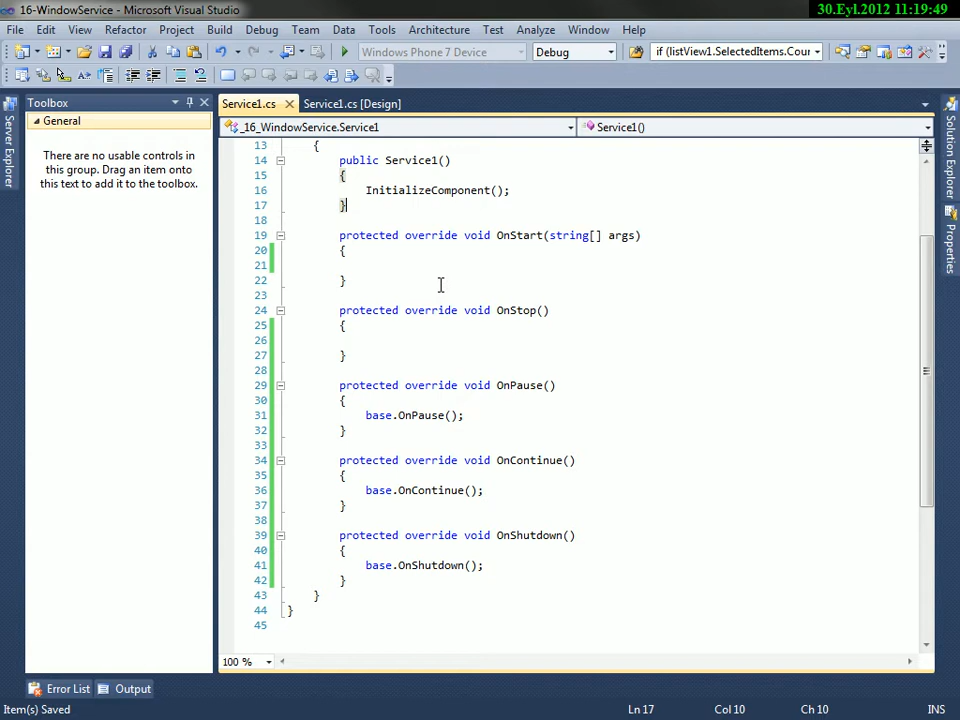 16-WindowService - Microsoft Visual Studio
30.Eyl.2012 11:19:49
File Edit View Refactor Project Build Debug Team Data Tools Architecture Test Analyze Window Help
Windows Phone 7 Device Debug if (listView1.SelectedItems.Cour
Toolbox
Service1.cs Service1.cs [Design]
General
_16_WindowService.Service1 Service1()
There are no usable controls in
this group. Drag an item onto
this text to add it to the toolbox.
Server Explorer
Solution Explorer
Properties
13 {
14 public Service1()
15 {
16 InitializeComponent();
17 }
18
19 protected override void OnStart(string[] args)
20 {
21
22 }
23
24 protected override void OnStop()
25 {
26
27 }
28
29 protected override void OnPause()
30 {
31 base.OnPause();
32 }
33
34 protected override void OnContinue()
35 {
36 base.OnContinue();
37 }
38
39 protected override void OnShutdown()
40 {
41 base.OnShutdown();
42 }
43 }
44 }
45
100 %
Error List Output
Item(s) Saved Ln 17 Col 10 Ch 10 INS